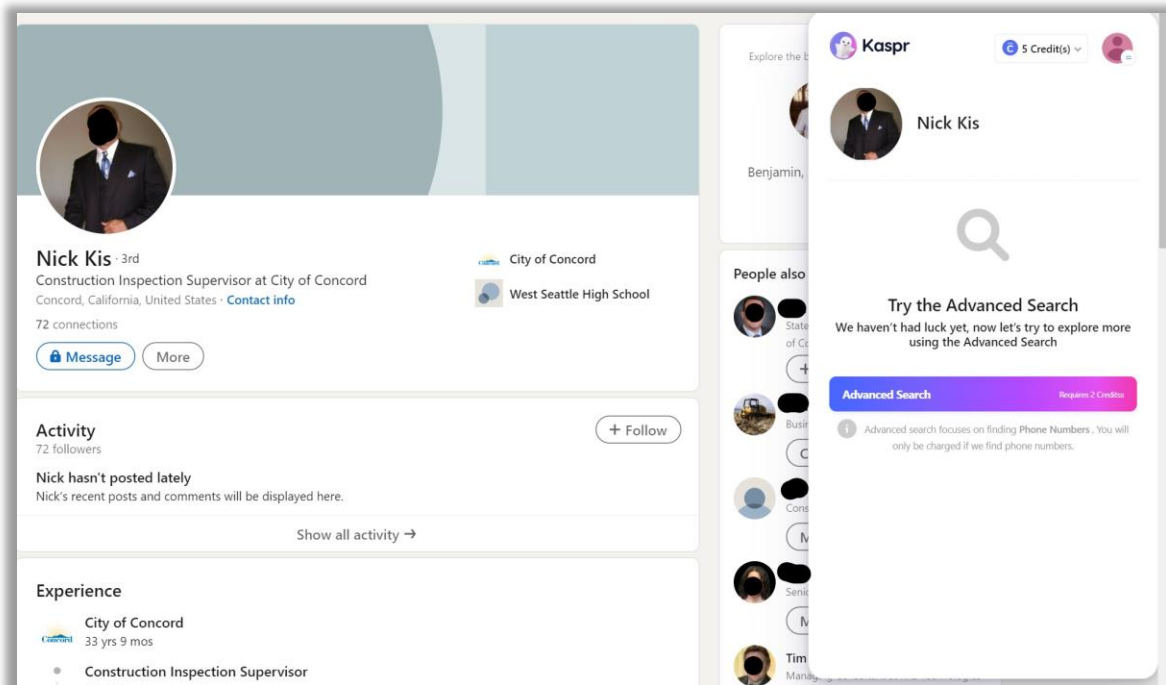 Nick Kis · 3rd
Construction Inspection Supervisor at City of Concord
Concord, California, United States · Contact info
72 connections
Message
More
City of Concord
West Seattle High School
Activity
72 followers
+ Follow
Nick hasn't posted lately
Nick's recent posts and comments will be displayed here.
Show all activity →
Experience
City of Concord
33 yrs 9 mos
Concord
Construction Inspection Supervisor
Explore the b
Benjamin,
People also
State
of Co
Busin
C
Cons
M
Senio
M
Tim
Kaspr
C 5 Credit(s)
Nick Kis
Try the Advanced Search
We haven't had luck yet, now let's try to explore more
using the Advanced Search
Advanced Search
Requires 2 Credits
Advanced search focuses on finding Phone Numbers . You will
only be charged if we find phone numbers.